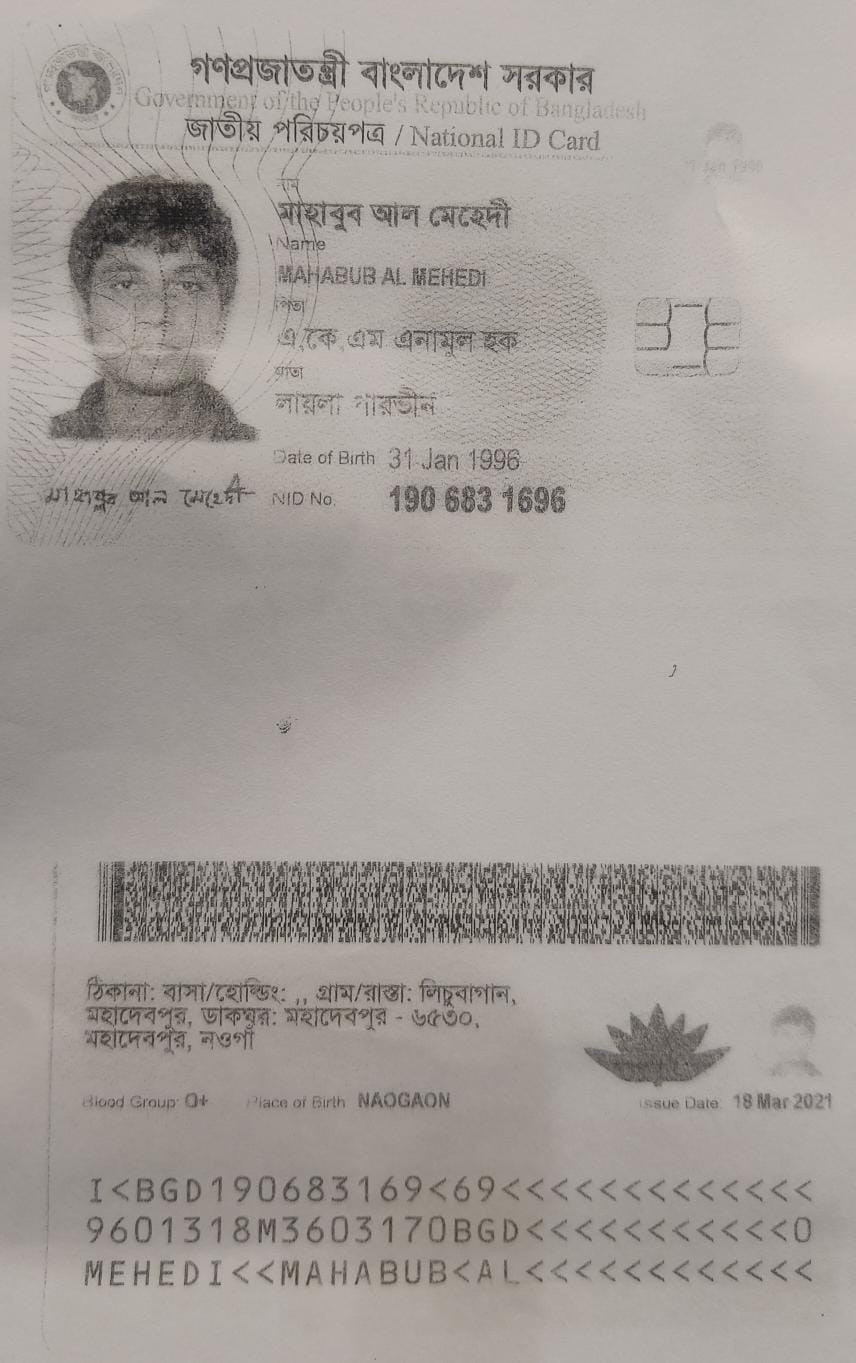 গণপ্রজাতন্ত্রী বাংলাদেশ সরকার
Government of the People's Republic of Bangladesh
জাতীয় পরিচয়পত্র / National ID Card
নাম
মাহাবুব আল মেহেদী
Name
MAHABUB AL MEHEDI
পিতা
এ,কে,এম এনামুল হক
মাতা
লায়লা পারভীন
Date of Birth 31 Jan 1996
মাহাবুব আল মেহেদী
NID No. 190 683 1696
ঠিকানা: বাসা/হোল্ডিং: ,, গ্রাম/রাস্তা: লিচুবাগান,
মহাদেবপুর, ডাকঘর: মহাদেবপুর - ৬৫৩০,
মহাদেবপুর, নওগাঁ
Blood Group: O+ Place of Birth NAOGAON Issue Date: 18 Mar 2021
I<BGD190683169<69<<<<<<<<<<<<<
9601318M3603170BGD<<<<<<<<<<<0
MEHEDI<<MAHABUB<AL<<<<<<<<<<<<